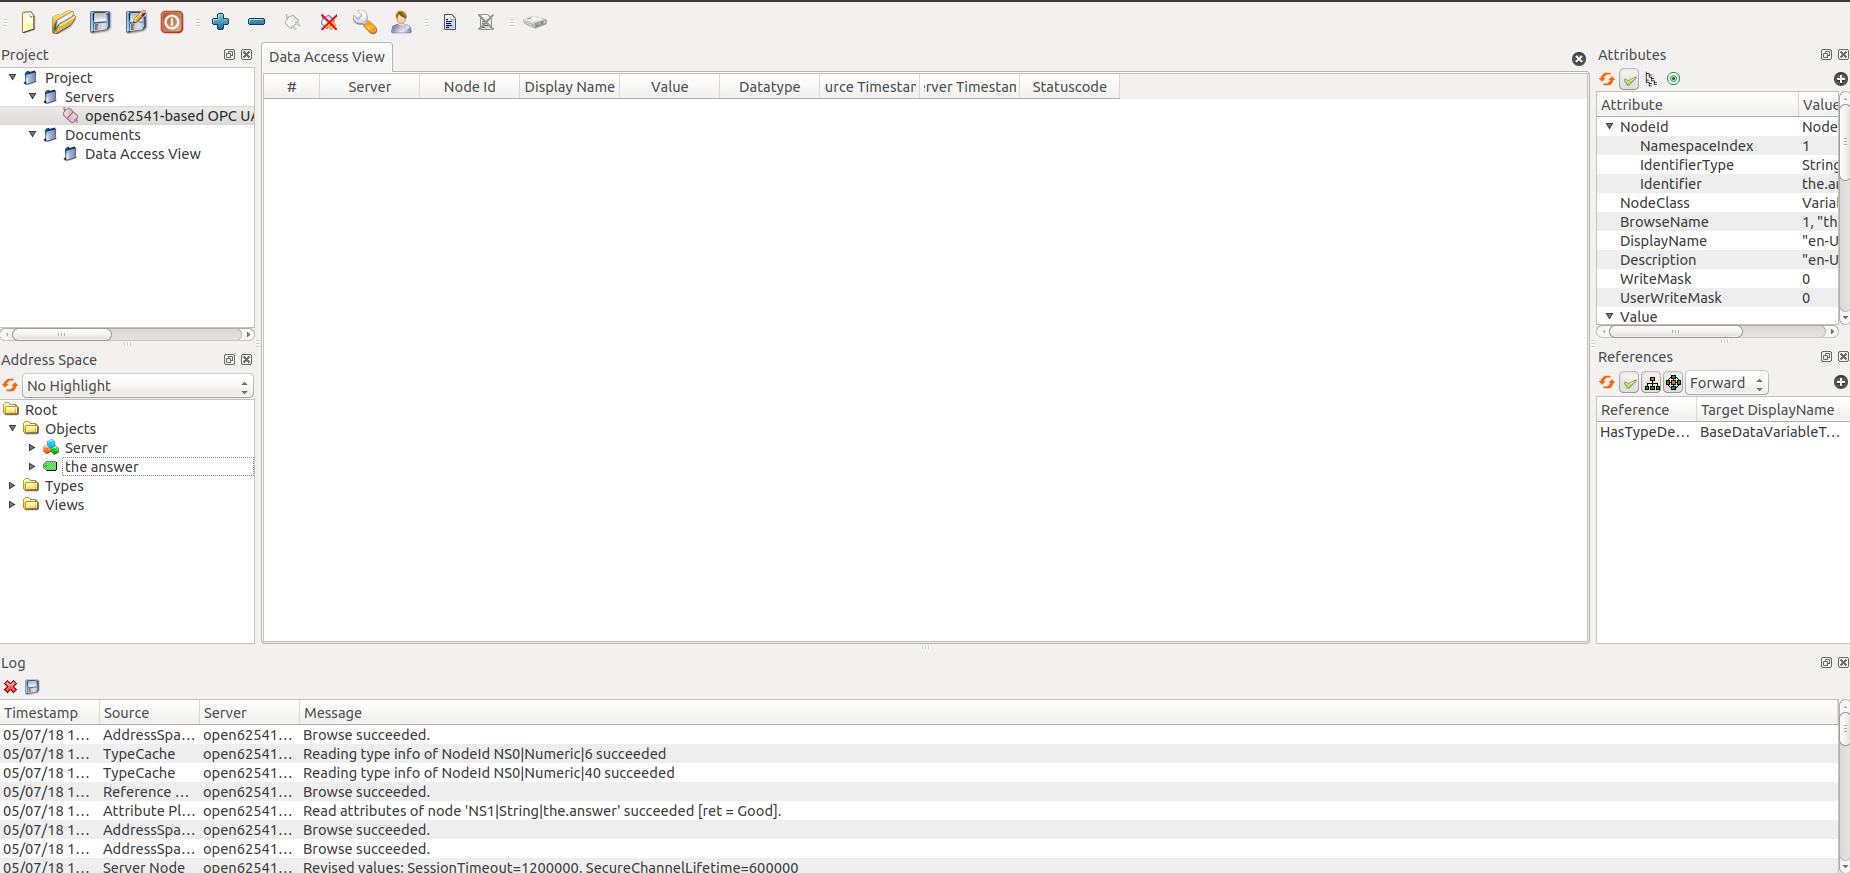 Project
Project
Servers
open62541-based OPC UA
Documents
Data Access View
Address Space
No Highlight
Root
Objects
Server
the answer
Types
Views
Data Access View
# Server Node Id Display Name Value Datatype urce Timestan rver Timestan Statuscode
Attributes
Attribute Value
NodeId Node
NamespaceIndex 1
IdentifierType String
Identifier the.an
NodeClass Varial
BrowseName 1, "th
DisplayName "en-U
Description "en-U
WriteMask 0
UserWriteMask 0
Value
References
Forward
Reference Target DisplayName
HasTypeDe... BaseDataVariableT...
Log
Timestamp Source Server Message
05/07/18 1... AddressSpa... open62541... Browse succeeded.
05/07/18 1... TypeCache open62541... Reading type info of NodeId NS0|Numeric|6 succeeded
05/07/18 1... TypeCache open62541... Reading type info of NodeId NS0|Numeric|40 succeeded
05/07/18 1... Reference ... open62541... Browse succeeded.
05/07/18 1... Attribute Pl... open62541... Read attributes of node 'NS1|String|the.answer' succeeded [ret = Good].
05/07/18 1... AddressSpa... open62541... Browse succeeded.
05/07/18 1... AddressSpa... open62541... Browse succeeded.
05/07/18 1... Server Node open62541... Revised values: SessionTimeout=1200000, SecureChannelLifetime=600000